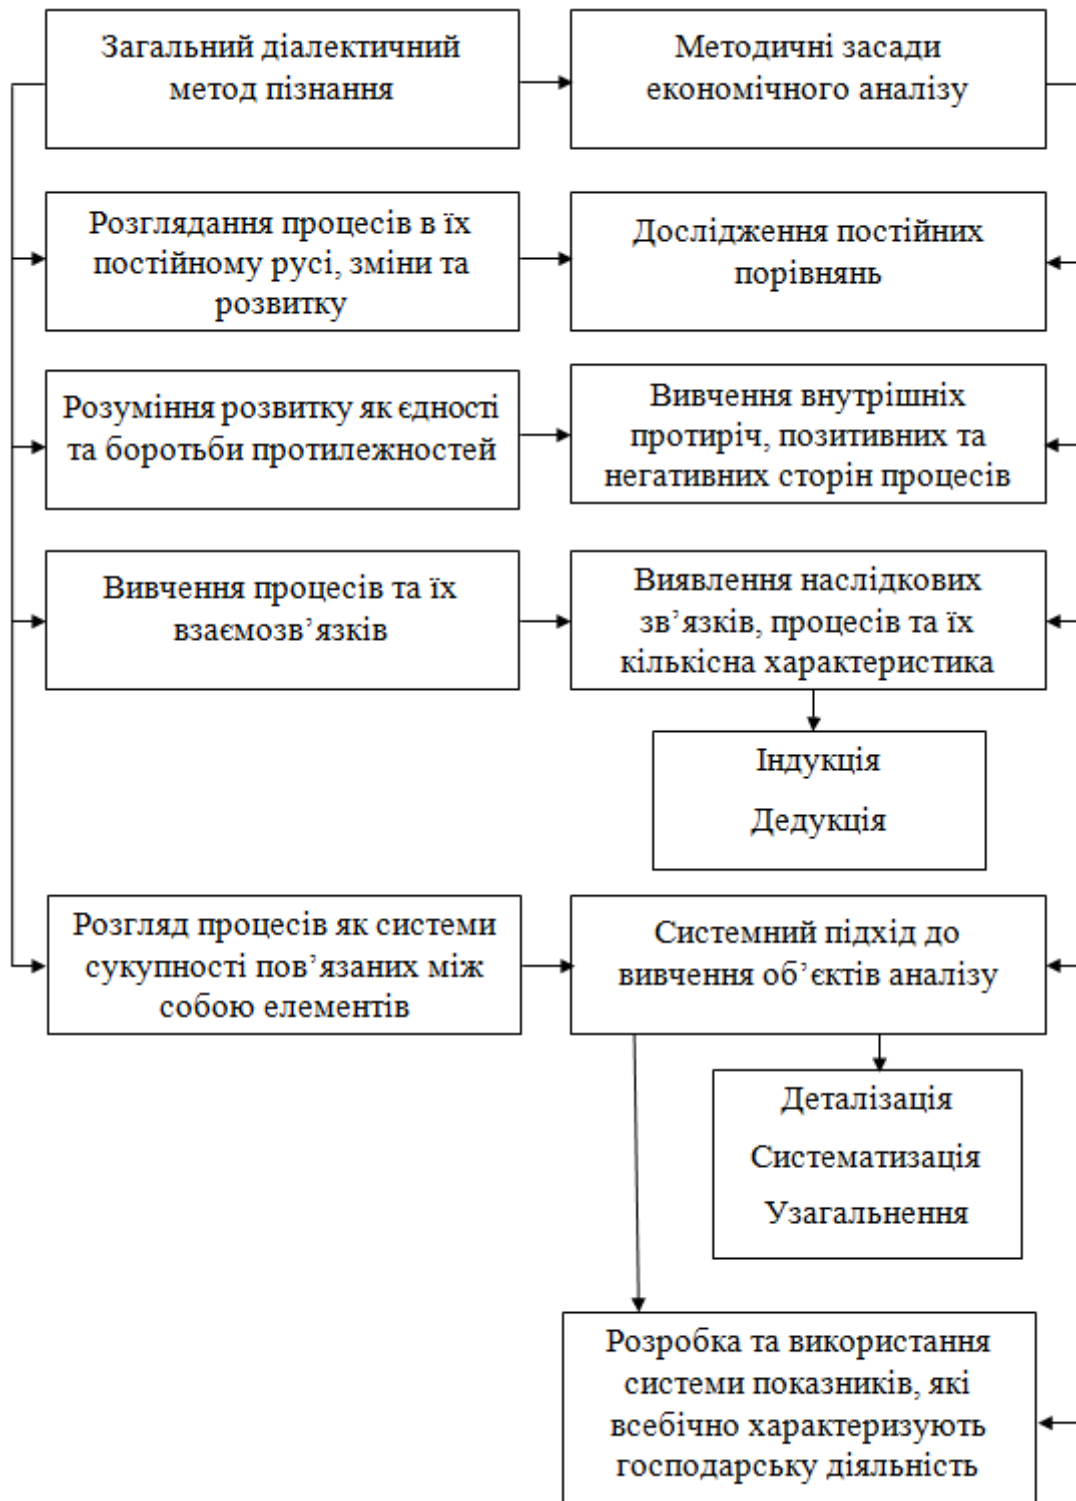 Загальний діалектичний
метод пізнання
Методичні засади
економічного аналізу
Розглядання процесів в їх
постійному русі, зміни та
розвитку
Дослідження постійних
порівнянь
Розуміння розвитку як єдності
та боротьби протилежностей
Вивчення внутрішніх
протиріч, позитивних та
негативних сторін процесів
Вивчення процесів та їх
взаємозв’язків
Виявлення наслідкових
зв’язків, процесів та їх
кількісна характеристика
Індукція
Дедукція
Розгляд процесів як системи
сукупності пов’язаних між
собою елементів
Системний підхід до
вивчення об’єктів аналізу
Деталізація
Систематизація
Узагальнення
Розробка та використання
системи показників, які
всебічно характеризують
господарську діяльність